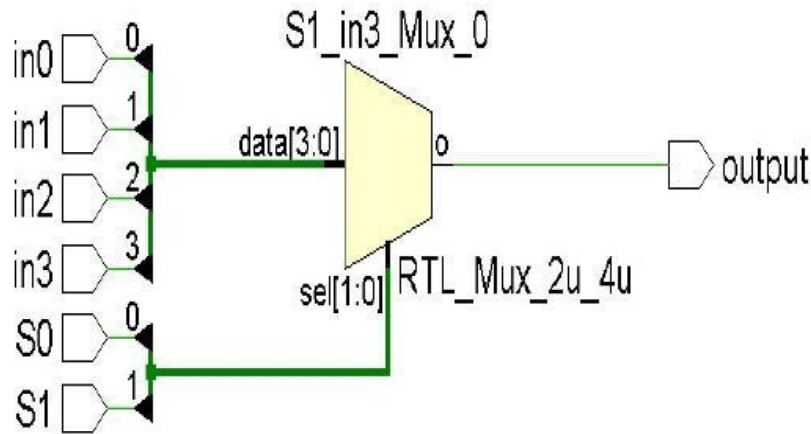 S1_in3_Mux_0
in0
0
in1
1
data[3:0]
o
output
in2
2
in3
3
sel[1:0]
RTL_Mux_2u_4u
S0
0
S1
1